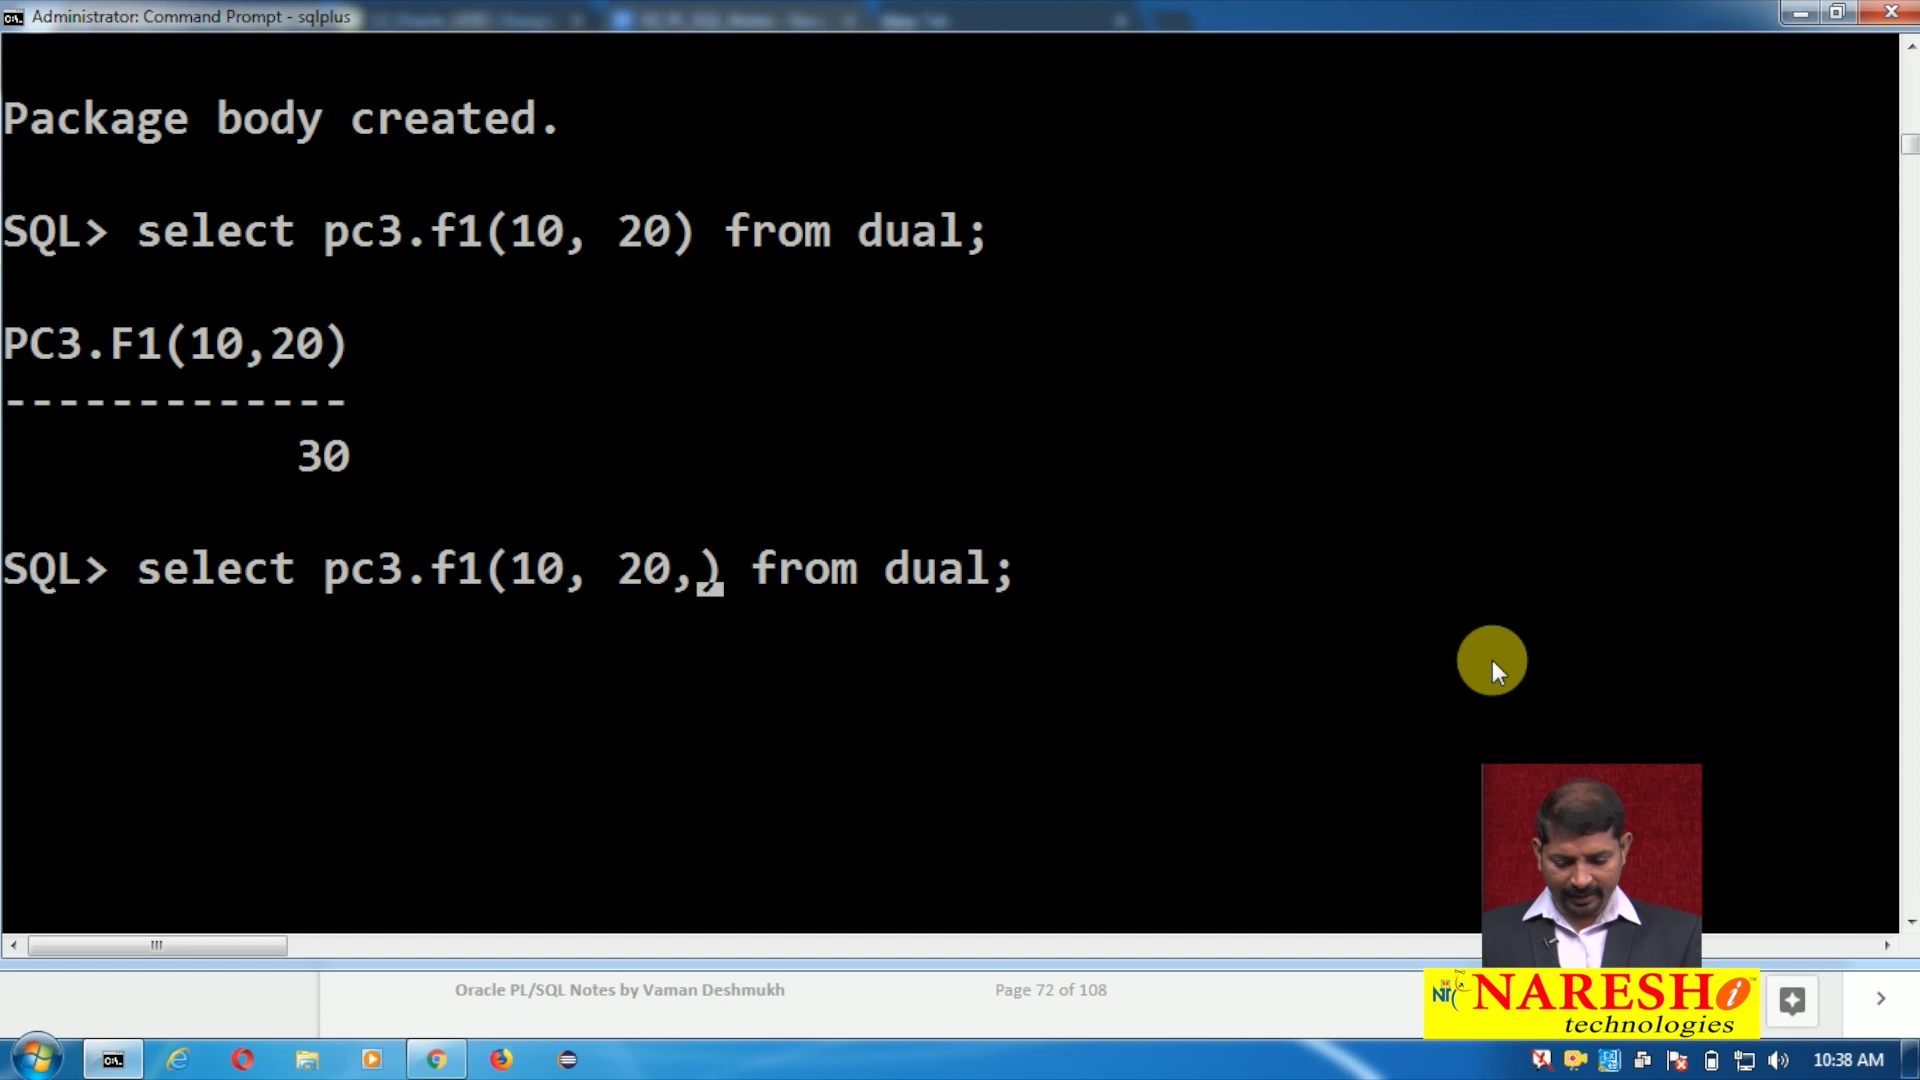 Administrator: Command Prompt - sqlplus
Package body created.
SQL> select pc3.f1(10, 20) from dual;
PC3.F1(10,20)
-------------
30
SQL> select pc3.f1(10, 20,) from dual;
Oracle PL/SQL Notes by Vaman Deshmukh
Page 72 of 108
NARESH i
technologies
10:38 AM